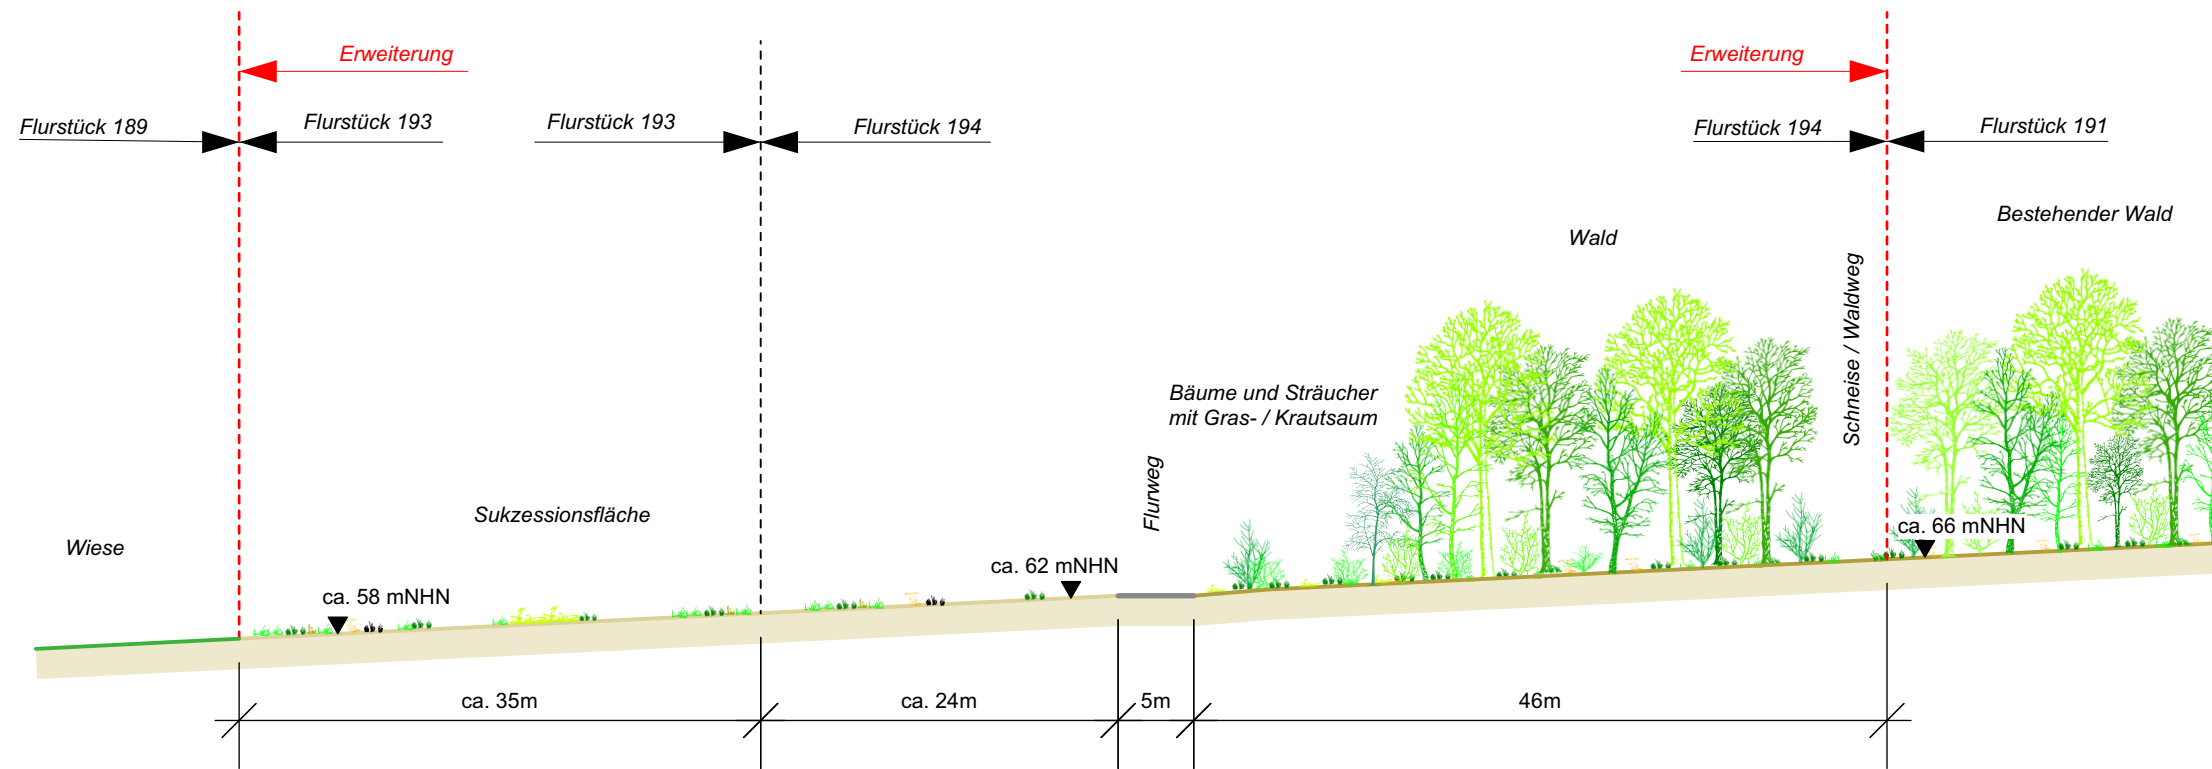 Erweiterung
Erweiterung
Flurstück 189
Flurstück 193
Flurstück 193
Flurstück 194
Flurstück 194
Flurstück 191
Bestehender Wald
Wald
Schneise / Waldweg
Bäume und Sträucher
mit Gras- / Krautsaum
Flurweg
Sukzessionsfläche
Wiese
ca. 66 mNHN
ca. 62 mNHN
ca. 58 mNHN
ca. 35m
ca. 24m
5m
46m